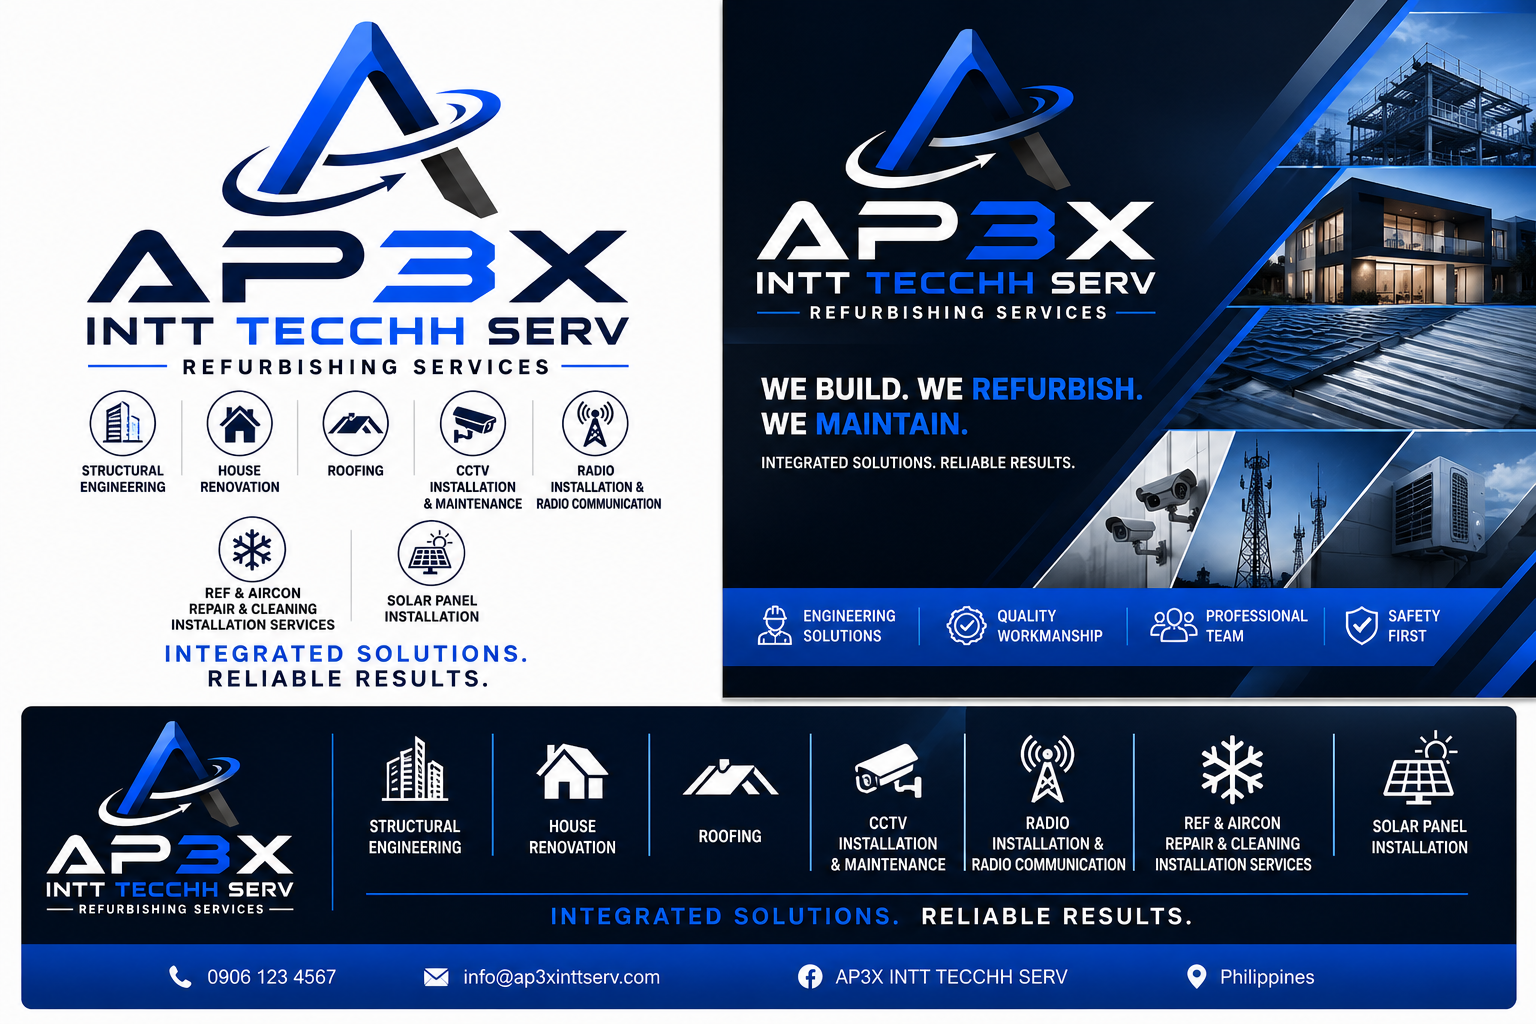 AP3X
INTT TECCHH SERV
REFURBISHING SERVICES
STRUCTURAL
ENGINEERING
HOUSE
RENOVATION
ROOFING
CCTV
INSTALLATION
& MAINTENANCE
RADIO
INSTALLATION &
RADIO COMMUNICATION
REF & AIRCON
REPAIR & CLEANING
INSTALLATION SERVICES
SOLAR PANEL
INSTALLATION
INTEGRATED SOLUTIONS.
RELIABLE RESULTS.
AP3X
INTT TECCHH SERV
REFURBISHING SERVICES
WE BUILD. WE REFURBISH.
WE MAINTAIN.
INTEGRATED SOLUTIONS. RELIABLE RESULTS.
ENGINEERING
SOLUTIONS
QUALITY
WORKMANSHIP
PROFESSIONAL
TEAM
SAFETY
FIRST
AP3X
INTT TECCHH SERV
REFURBISHING SERVICES
STRUCTURAL
ENGINEERING
HOUSE
RENOVATION
ROOFING
CCTV
INSTALLATION
& MAINTENANCE
RADIO
INSTALLATION &
RADIO COMMUNICATION
REF & AIRCON
REPAIR & CLEANING
INSTALLATION SERVICES
SOLAR PANEL
INSTALLATION
INTEGRATED SOLUTIONS. RELIABLE RESULTS.
0906 123 4567
info@ap3xinttserv.com
AP3X INTT TECCHH SERV
Philippines